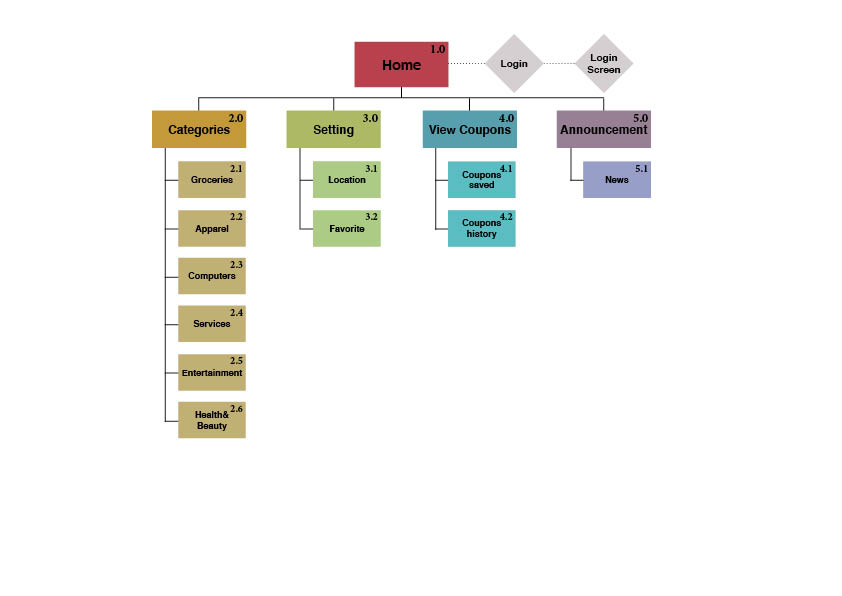 1.0
Home
Login
Login
Screen
2.0
Categories
3.0
Setting
4.0
View Coupons
5.0
Announcement
2.1
Groceries
2.2
Apparel
2.3
Computers
2.4
Services
2.5
Entertainment
2.6
Health&
Beauty
3.1
Location
3.2
Favorite
4.1
Coupons
saved
4.2
Coupons
history
5.1
News